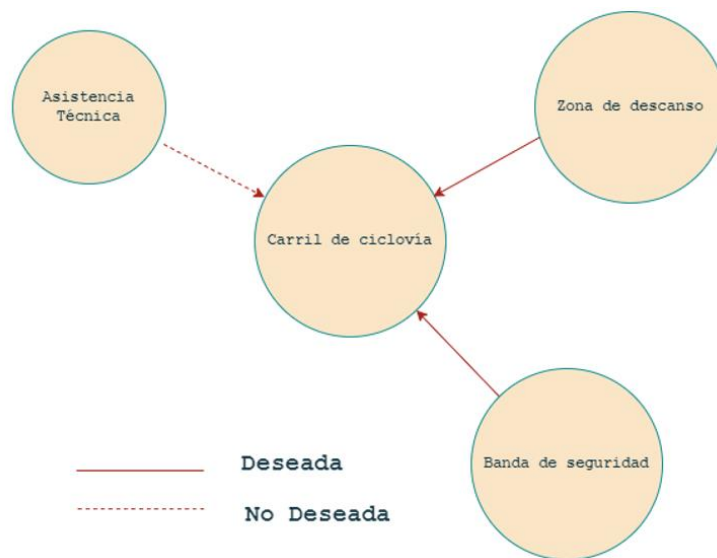 Asistencia
Técnica
Zona de descanso
Carril de ciclovía
Banda de seguridad
Deseada
No Deseada